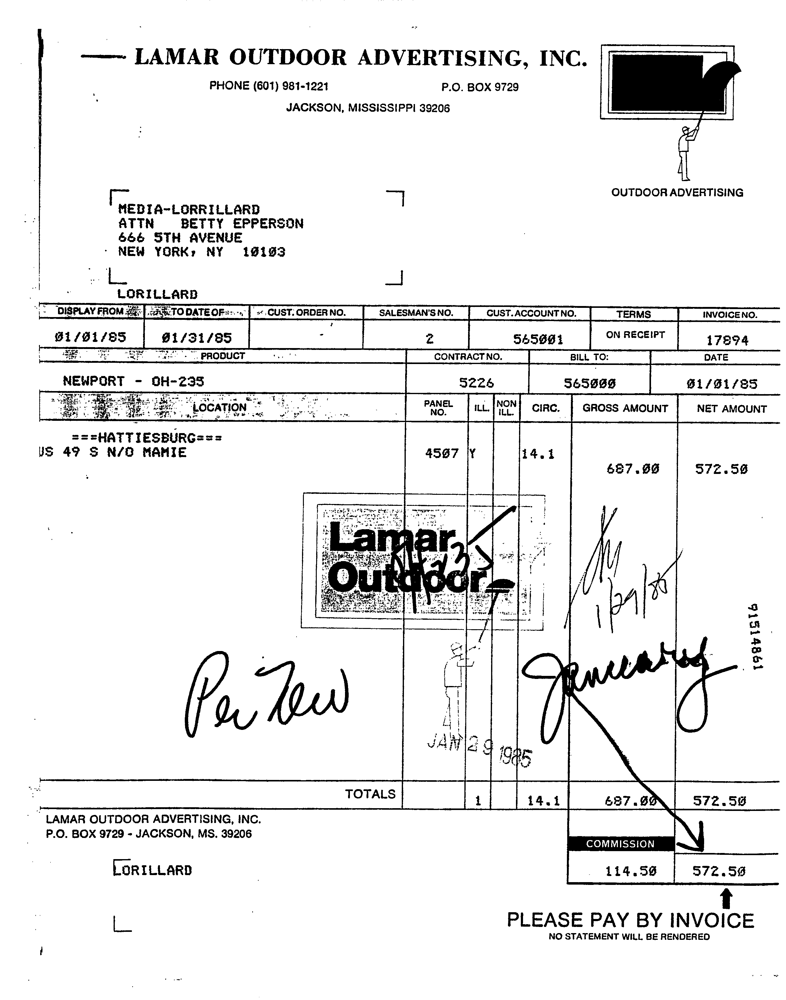 LAMAR OUTDOOR ADVERTISING, INC.
PHONE (601) 981-1221 P.O. BOX 9729
JACKSON, MISSISSIPPI 39206
OUTDOOR ADVERTISING
MEDIA-LORRILLARD
ATTN BETTY EPPERSON
666 5TH AVENUE
NEW YORK, NY 10103
LORILLARD
DISPLAY FROM TO DATE OF CUST. ORDER NO. SALESMAN'S NO. CUST. ACCOUNT NO. TERMS INVOICE NO.
01/01/85 01/31/85 - 2 565001 ON RECEIPT 17894
PRODUCT CONTRACT NO. BILL TO: DATE
NEWPORT - OH-235 5226 565000 01/01/85
LOCATION PANEL NO. ILL. NON ILL. CIRC. GROSS AMOUNT NET AMOUNT
===HATTIESBURG===
US 49 S N/O MAMIE 4507 Y 14.1
687.00 572.50
Lamar
Outdoor
1/29/85
91514861
January
JAN 29 1985
TOTALS 1 14.1 687.00 572.50
LAMAR OUTDOOR ADVERTISING, INC.
P.O. BOX 9729 - JACKSON, MS. 39206
COMMISSION
LORILLARD 114.50 572.50
PLEASE PAY BY INVOICE
NO STATEMENT WILL BE RENDERED